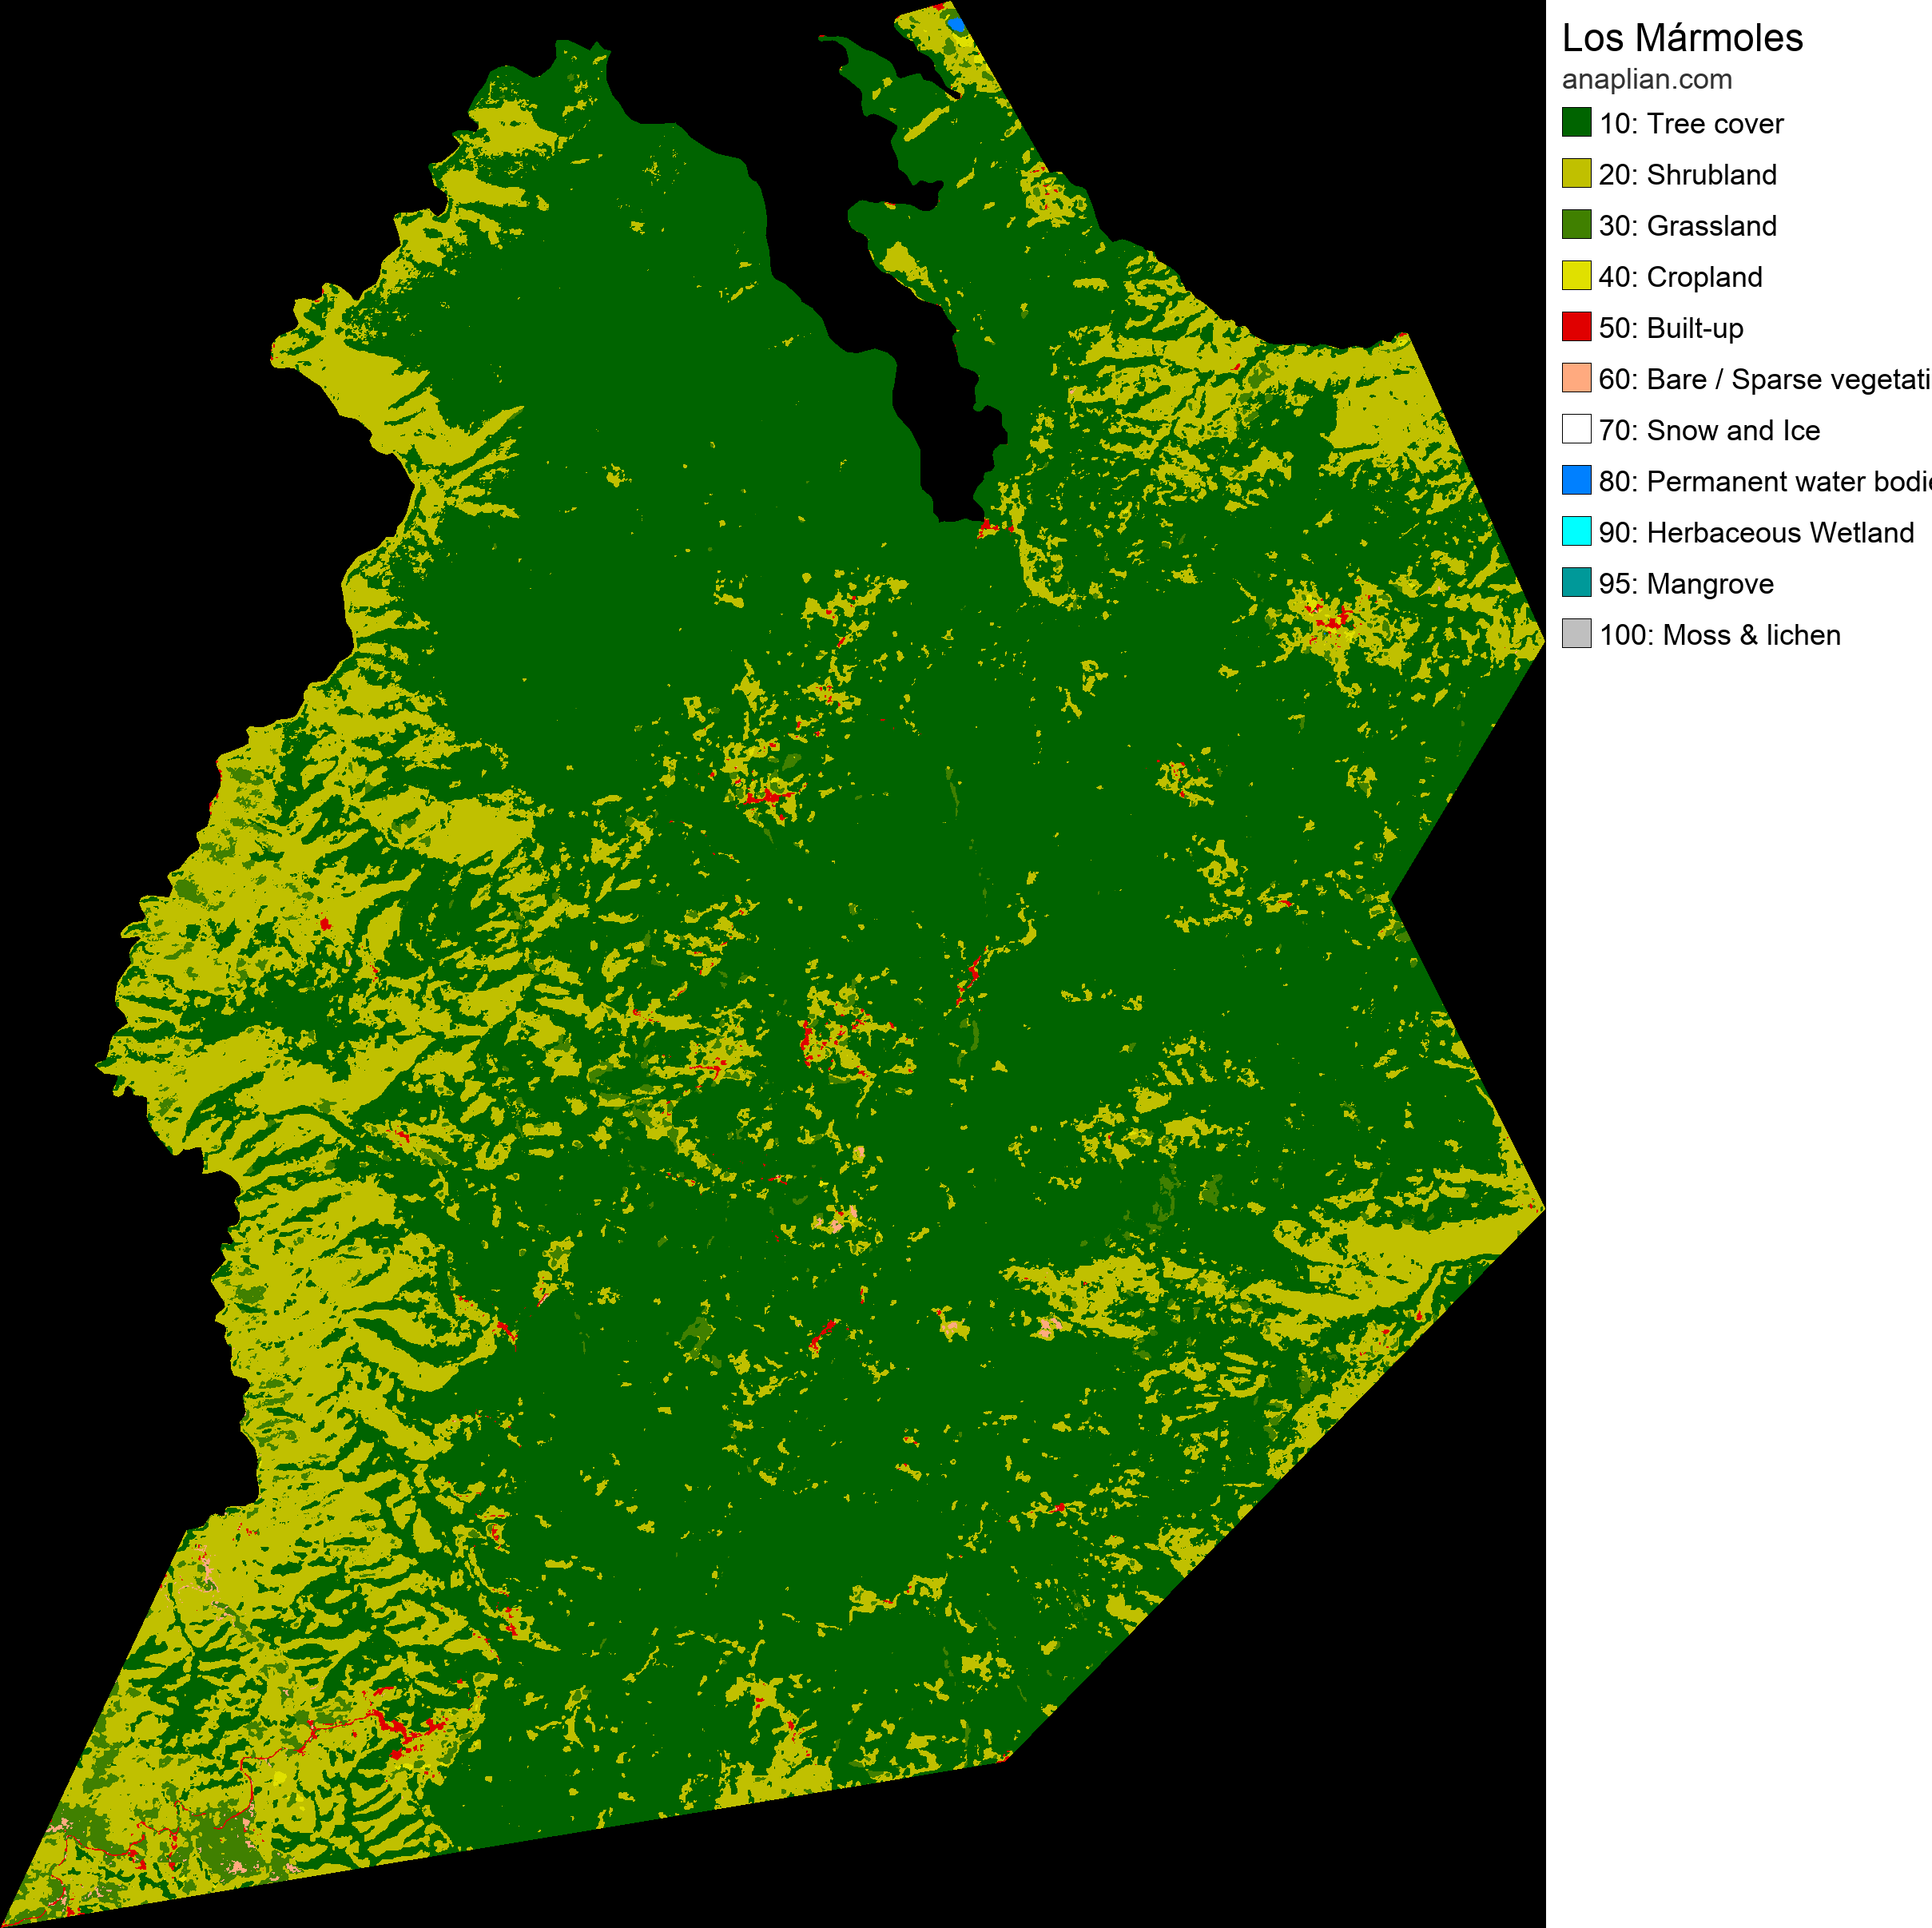 Los Mármoles
anaplian.com
10: Tree cover
20: Shrubland
30: Grassland
40: Cropland
50: Built-up
60: Bare / Sparse vegetati
70: Snow and Ice
80: Permanent water bodi
90: Herbaceous Wetland
95: Mangrove
100: Moss & lichen